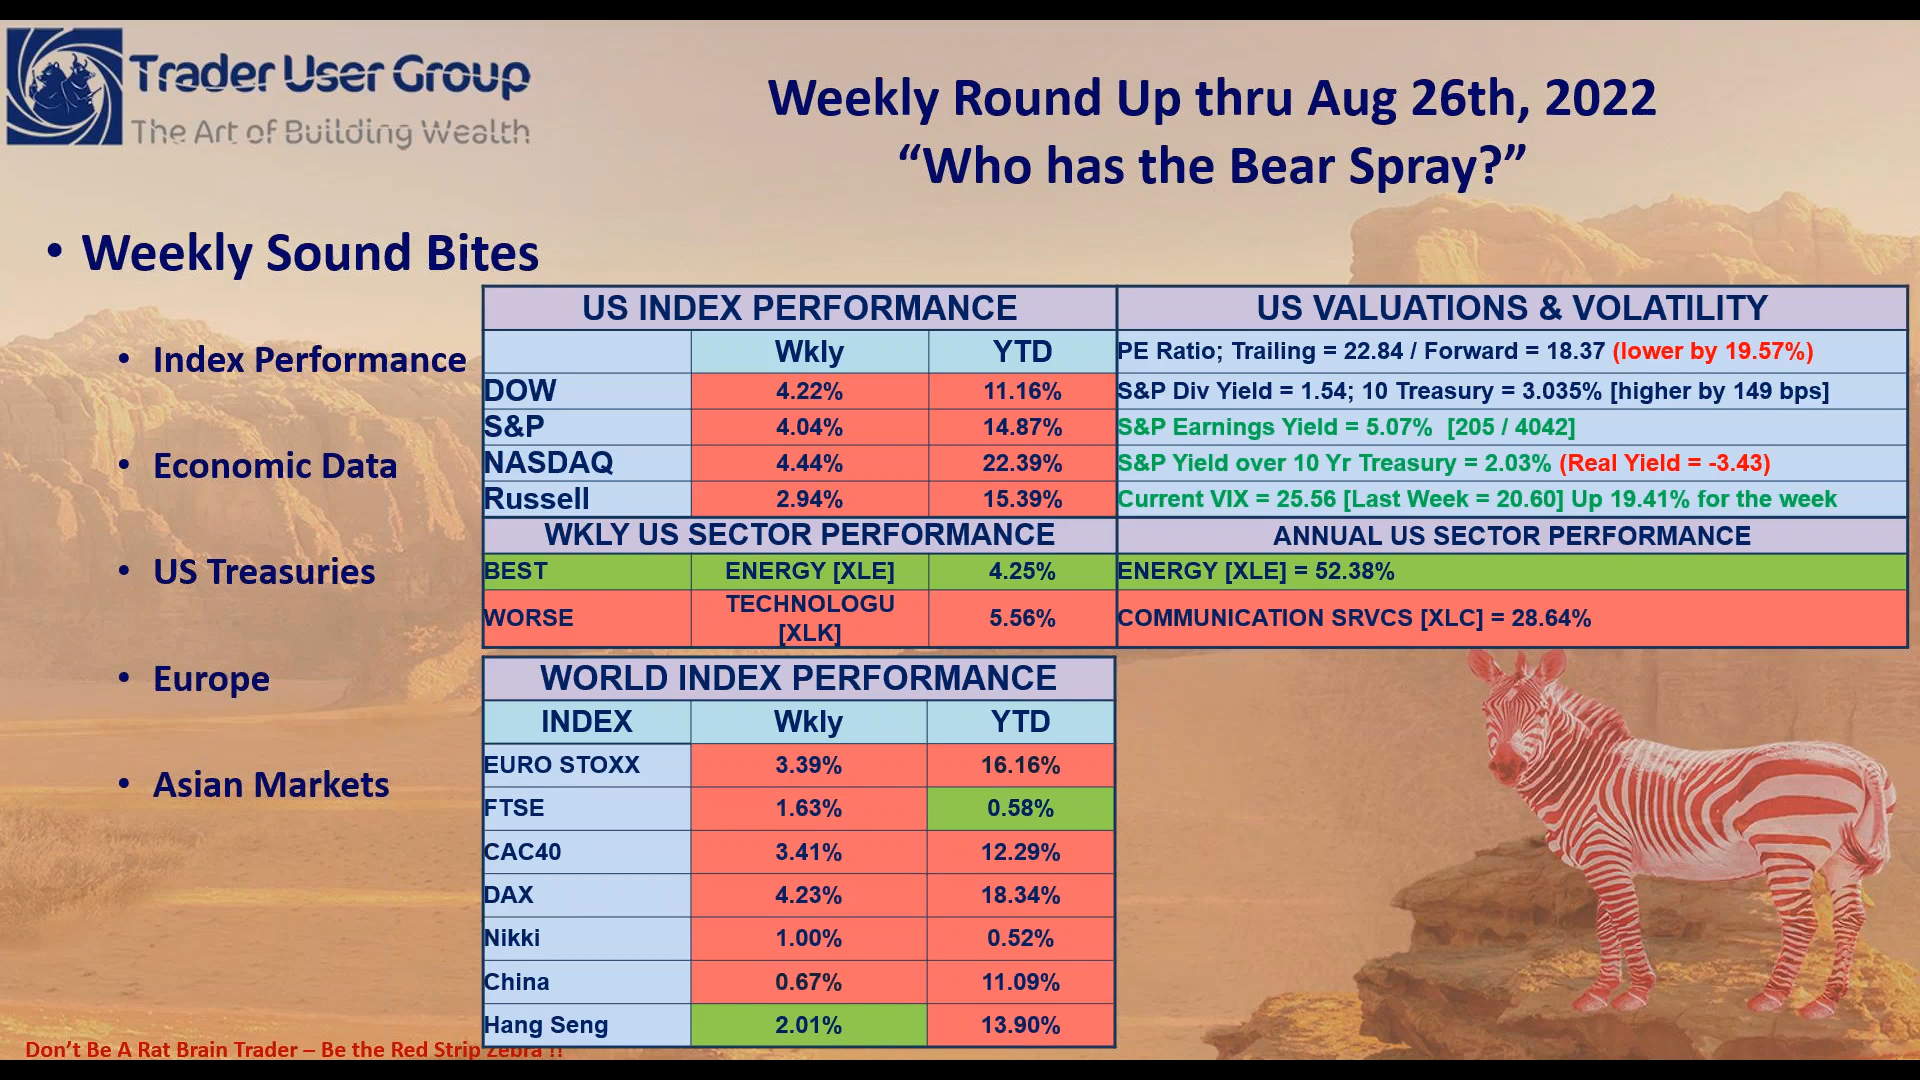 Trader User Group
The Art of Building Wealth
Weekly Round Up thru Aug 26th, 2022
“Who has the Bear Spray?”
• Weekly Sound Bites
• Index Performance
• Economic Data
• US Treasuries
• Europe
• Asian Markets
US INDEX PERFORMANCE
Wkly YTD
DOW 4.22% 11.16%
S&P 4.04% 14.87%
NASDAQ 4.44% 22.39%
Russell 2.94% 15.39%
US VALUATIONS & VOLATILITY
PE Ratio; Trailing = 22.84 / Forward = 18.37 (lower by 19.57%)
S&P Div Yield = 1.54; 10 Treasury = 3.035% [higher by 149 bps]
S&P Earnings Yield = 5.07% [205 / 4042]
S&P Yield over 10 Yr Treasury = 2.03% (Real Yield = -3.43)
Current VIX = 25.56 [Last Week = 20.60] Up 19.41% for the week
WKLY US SECTOR PERFORMANCE
BEST ENERGY [XLE] 4.25%
WORSE TECHNOLOGU
[XLK] 5.56%
ANNUAL US SECTOR PERFORMANCE
ENERGY [XLE] = 52.38%
COMMUNICATION SRVCS [XLC] = 28.64%
WORLD INDEX PERFORMANCE
INDEX Wkly YTD
EURO STOXX 3.39% 16.16%
FTSE 1.63% 0.58%
CAC40 3.41% 12.29%
DAX 4.23% 18.34%
Nikki 1.00% 0.52%
China 0.67% 11.09%
Hang Seng 2.01% 13.90%
Don’t Be A Rat Brain Trader – Be the Red Strip Zebra !!